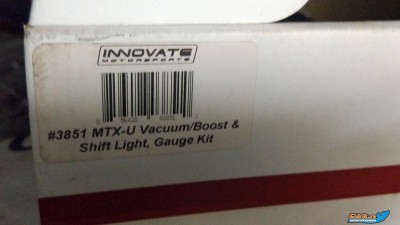 INNOVATE
MOTORSPORTS
#3851 MTX-U Vacuum/Boost &
Shift Light, Gauge Kit